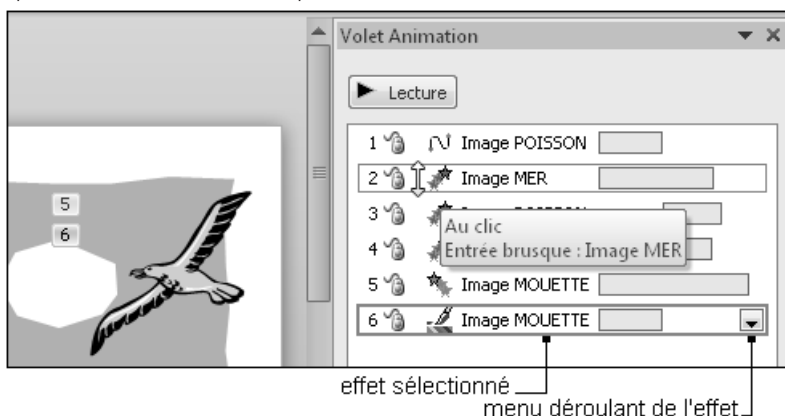 Volet Animation
Lecture
1 Image POISSON
2 Image MER
3
Au clic
4 Entrée brusque : Image MER
5 Image MOUETTE
6 Image MOUETTE
5
6
effet sélectionné
menu déroulant de l'effet